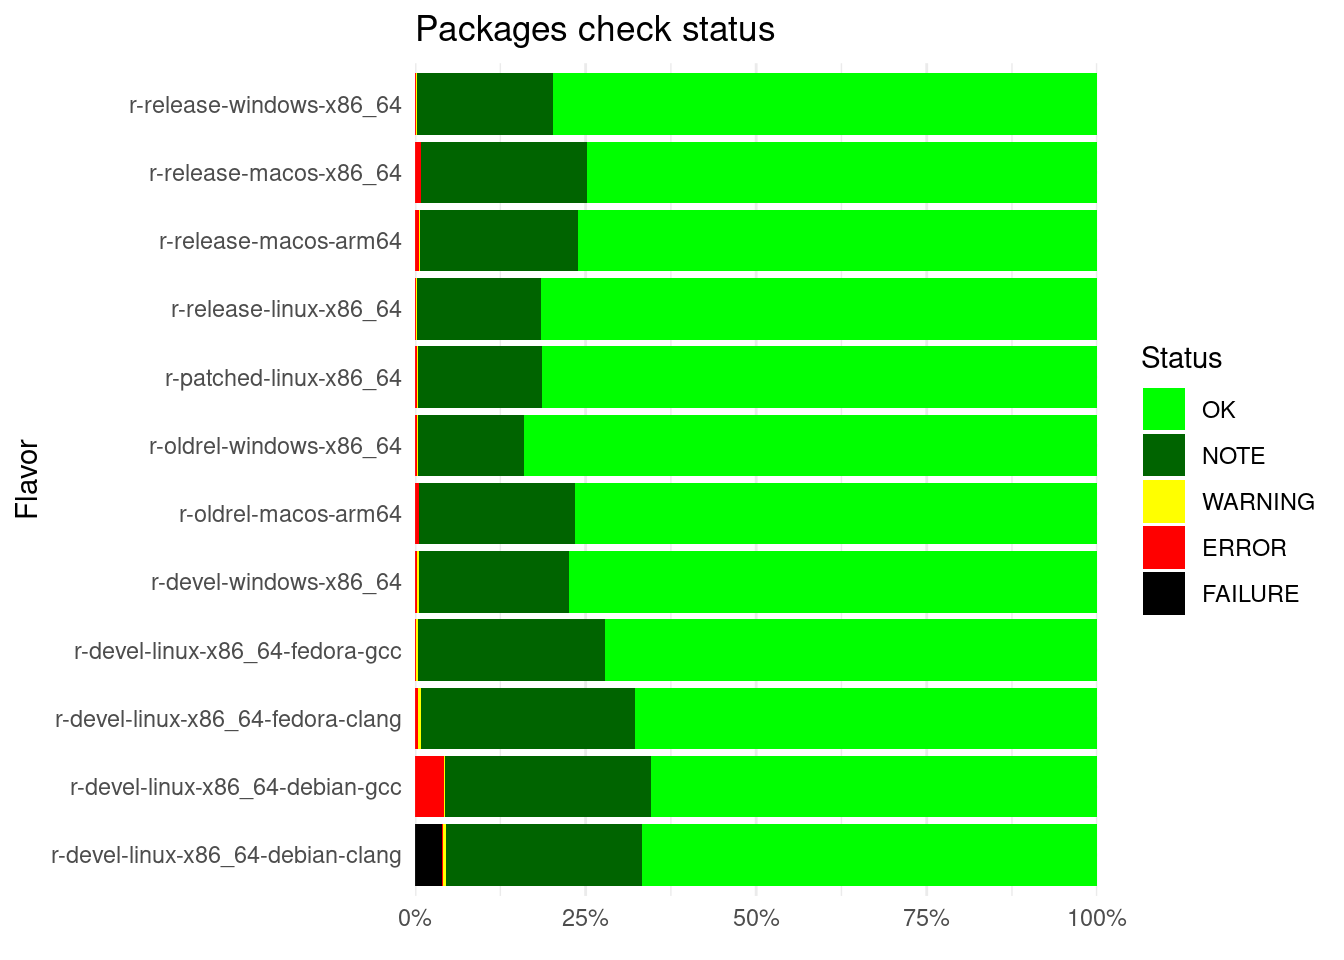 Packages check status
Flavor
r-release-windows-x86_64
r-release-macos-x86_64
r-release-macos-arm64
r-release-linux-x86_64
r-patched-linux-x86_64
r-oldrel-windows-x86_64
r-oldrel-macos-arm64
r-devel-windows-x86_64
r-devel-linux-x86_64-fedora-gcc
r-devel-linux-x86_64-fedora-clang
r-devel-linux-x86_64-debian-gcc
r-devel-linux-x86_64-debian-clang
0% 25% 50% 75% 100%
Status
OK
NOTE
WARNING
ERROR
FAILURE